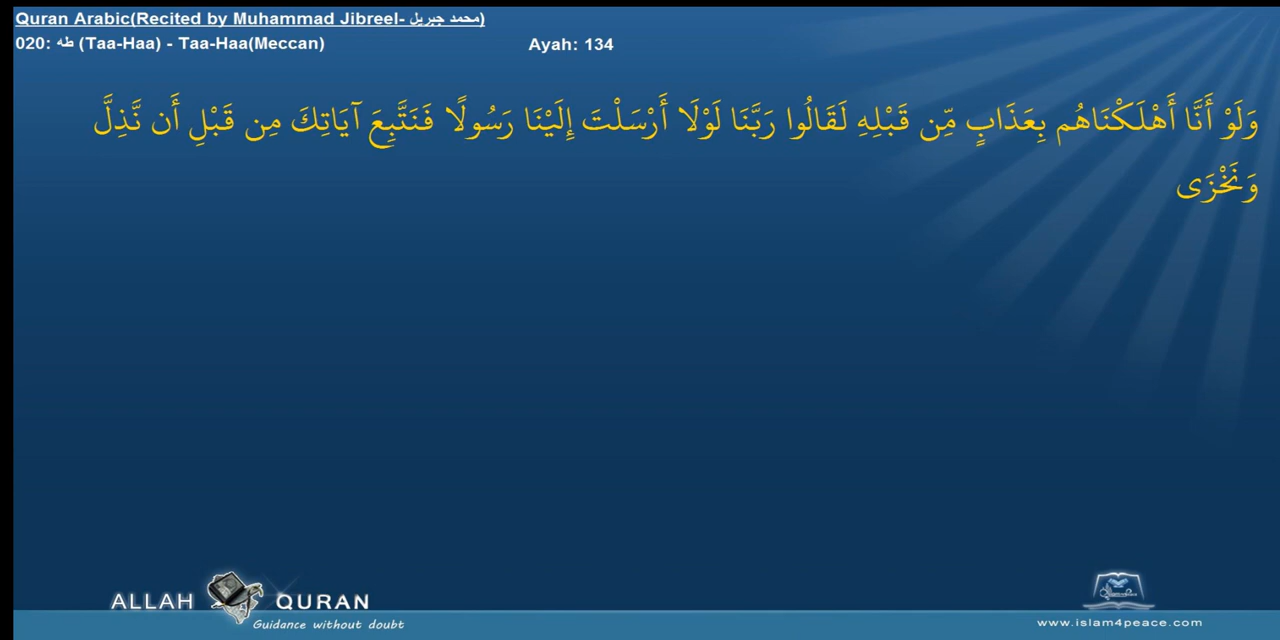 Quran Arabic(Recited by Muhammad Jibreel- محمد جبريل)
020: طه (Taa-Haa) - Taa-Haa(Meccan) Ayah: 134
وَلَوْ أَنَّا أَهْلَكْنَاهُم بِعَذَابٍ مِّن قَبْلِهِ لَقَالُوا رَبَّنَا لَوْلَا أَرْسَلْتَ إِلَيْنَا رَسُولًا فَنَتَّبِعَ آيَاتِكَ مِن قَبْلِ أَن نَّذِلَّ
وَنَخْزَى
ALLAH QURAN
Guidance without doubt
www.islam4peace.com